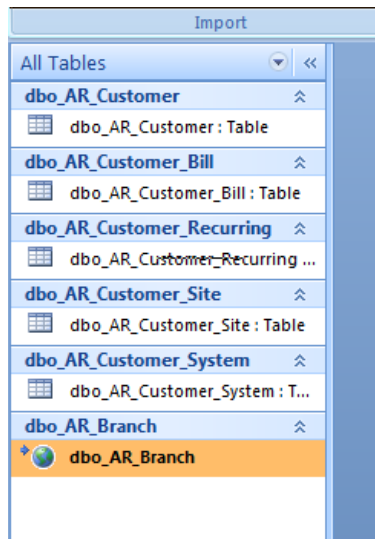 Import
All Tables
dbo_AR_Customer
dbo_AR_Customer : Table
dbo_AR_Customer_Bill
dbo_AR_Customer_Bill : Table
dbo_AR_Customer_Recurring
dbo_AR_Customer_Recurring ...
dbo_AR_Customer_Site
dbo_AR_Customer_Site : Table
dbo_AR_Customer_System
dbo_AR_Customer_System : T...
dbo_AR_Branch
dbo_AR_Branch